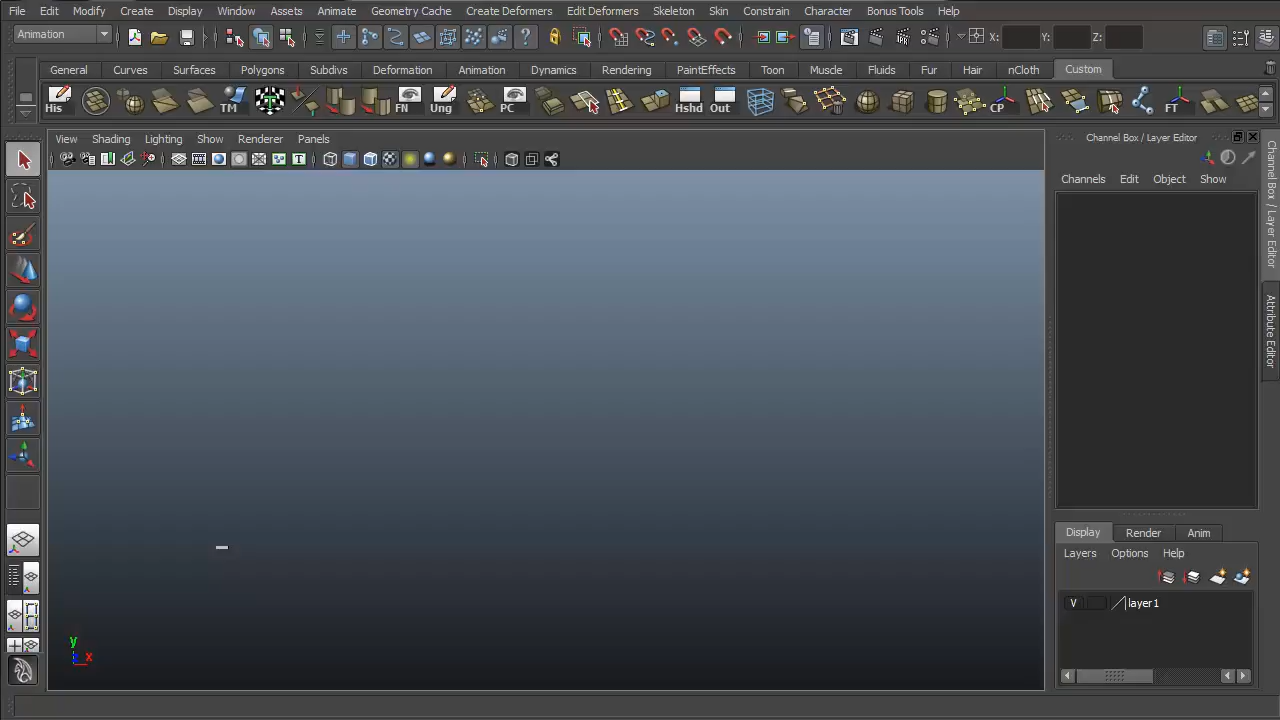 File Edit Modify Create Display Window Assets Animate Geometry Cache Create Deformers Edit Deformers Skeleton Skin Constrain Character Bonus Tools Help
Animation X: Y: Z:
General Curves Surfaces Polygons Subdivs Deformation Animation Dynamics Rendering PaintEffects Toon Muscle Fluids Fur Hair nCloth Custom
His TM FN Ung PC Hshd Out CP FT
View Shading Lighting Show Renderer Panels
Channel Box / Layer Editor
Channels Edit Object Show
Channel Box / Layer Editor
Attribute Editor
Display Render Anim
Layers Options Help
V layer1
y
x